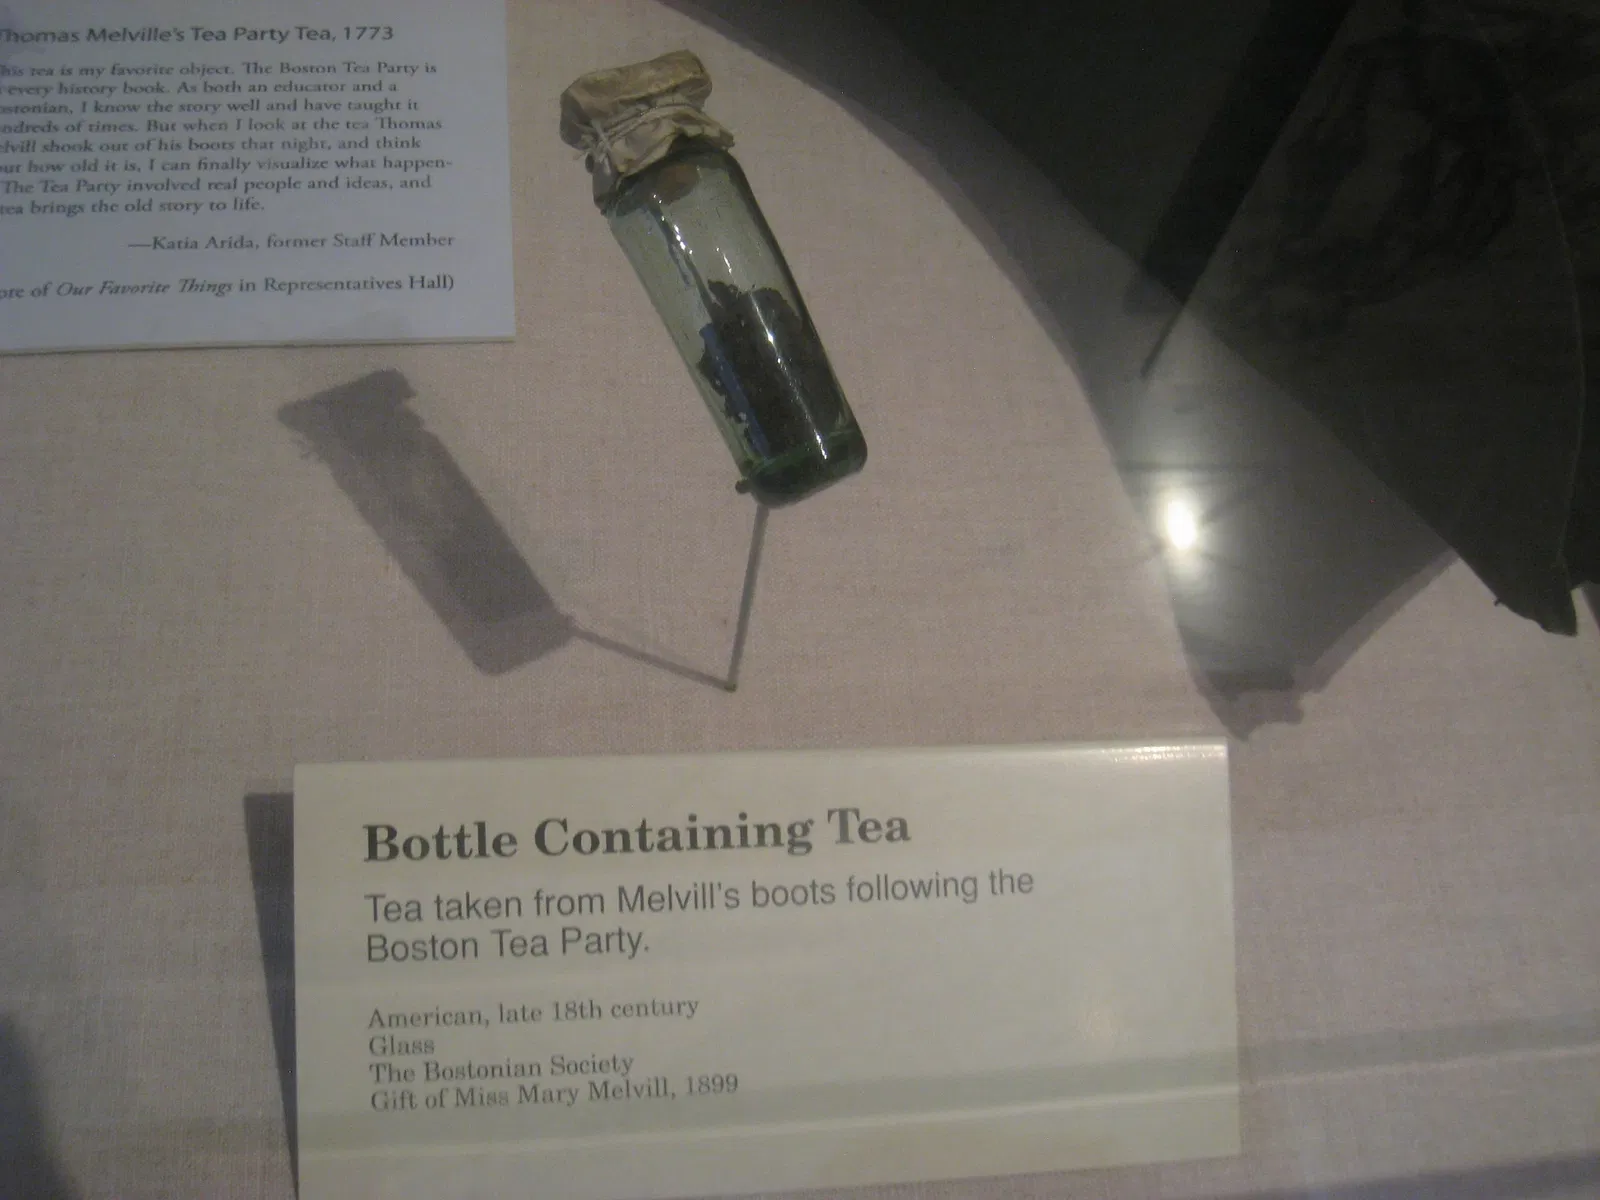 Thomas Melville's Tea Party Tea, 1773
his tea is my favorite object. The Boston Tea Party is
every history book. As both an educator and a
ostonian, I know the story well and have taught it
ndreds of times. But when I look at the tea Thomas
elvill shook out of his boots that night, and think
out how old it is, I can finally visualize what happen-
The Tea Party involved real people and ideas, and
tea brings the old story to life.
—Katia Arida, former Staff Member
ore of Our Favorite Things in Representatives Hall)
Bottle Containing Tea
Tea taken from Melvill's boots following the
Boston Tea Party.
American, late 18th century
Glass
The Bostonian Society
Gift of Miss Mary Melvill, 1899